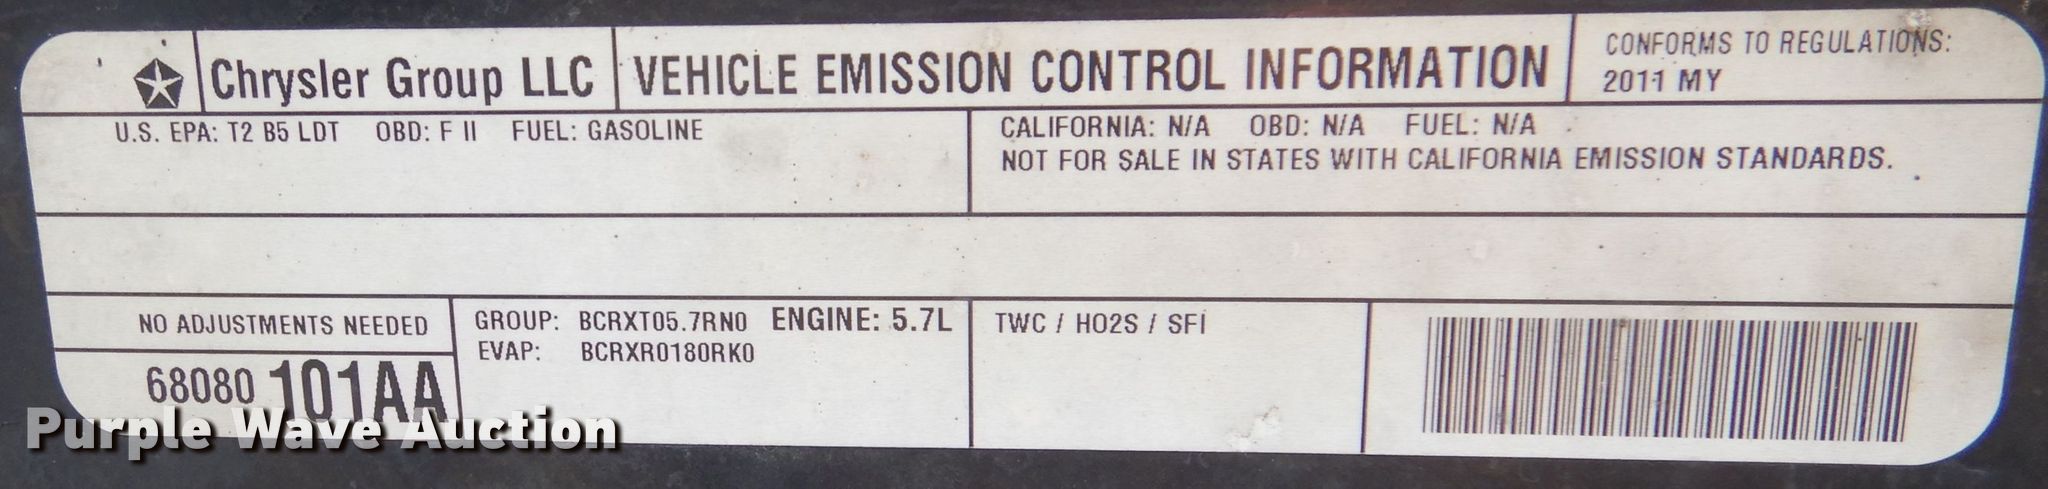 Chrysler Group LLC
VEHICLE EMISSION CONTROL INFORMATION
CONFORMS TO REGULATIONS:
2011 MY
U.S. EPA: T2 B5 LDT OBD: F II FUEL: GASOLINE
CALIFORNIA: N/A OBD: N/A FUEL: N/A
NOT FOR SALE IN STATES WITH CALIFORNIA EMISSION STANDARDS.
NO ADJUSTMENTS NEEDED
68080 101AA
GROUP: BCRXT05.7RN0 ENGINE: 5.7L
EVAP: BCRXR0180RK0
TWC / HO2S / SFI
Purple Wave Auction